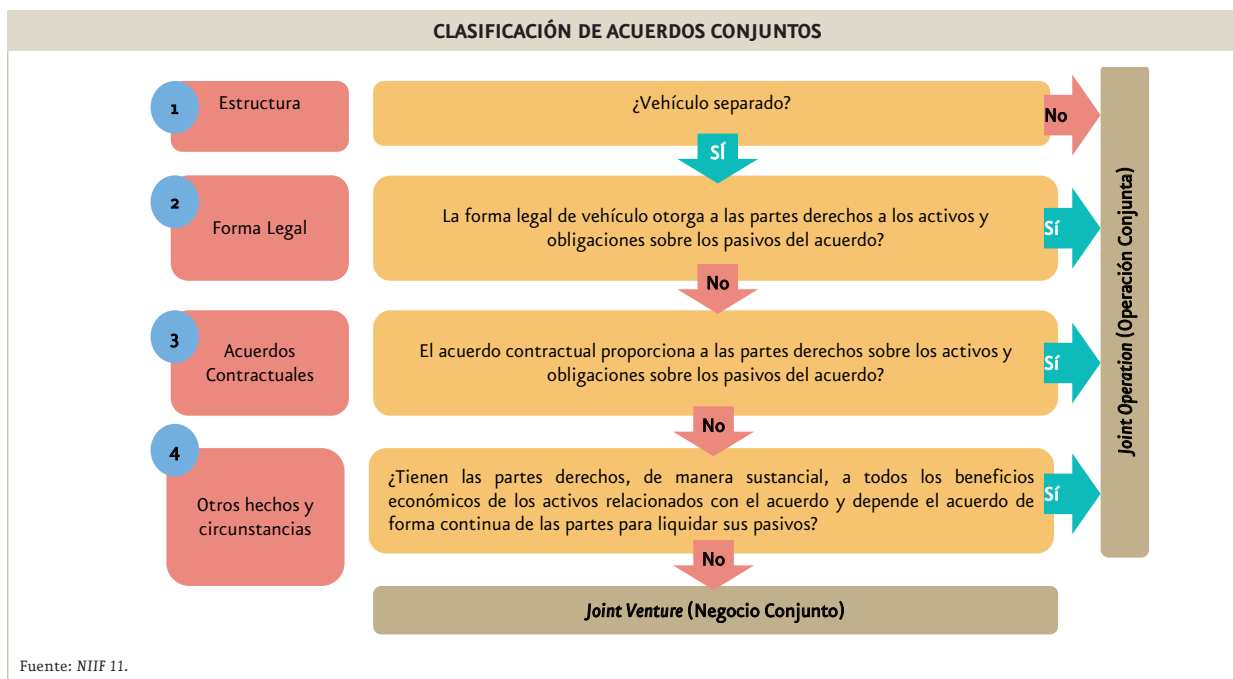 CLASIFICACIÓN DE ACUERDOS CONJUNTOS
1
Estructura
¿Vehículo separado?
No
SÍ
2
Forma Legal
La forma legal de vehículo otorga a las partes derechos a los activos y
obligaciones sobre los pasivos del acuerdo?
Sí
No
3
Acuerdos
Contractuales
El acuerdo contractual proporciona a las partes derechos sobre los activos y
obligaciones sobre los pasivos del acuerdo?
Sí
No
4
Otros hechos y
circunstancias
¿Tienen las partes derechos, de manera sustancial, a todos los beneficios
económicos de los activos relacionados con el acuerdo y depende el acuerdo de
forma continua de las partes para liquidar sus pasivos?
Sí
No
Joint Operation (Operación Conjunta)
Joint Venture (Negocio Conjunto)
Fuente: NIIF 11.